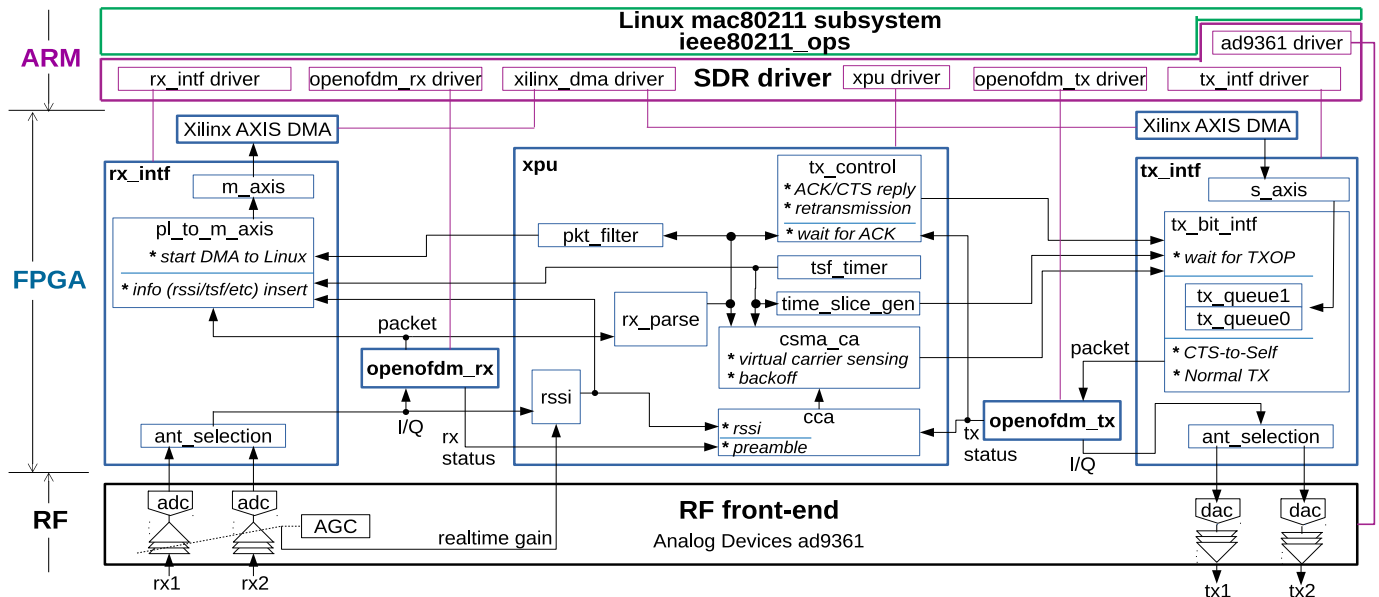 Linux mac80211 subsystem
ieee80211_ops
ad9361 driver
ARM
SDR driver
rx_intf driver
openofdm_rx driver
xilinx_dma driver
xpu driver
openofdm_tx driver
tx_intf driver
FPGA
Xilinx AXIS DMA
Xilinx AXIS DMA
rx_intf
m_axis
pl_to_m_axis
* start DMA to Linux
* info (rssi/tsf/etc) insert
packet
openofdm_rx
I/Q
rx
status
ant_selection
xpu
tx_control
* ACK/CTS reply
* retransmission
* wait for ACK
pkt_filter
tsf_timer
time_slice_gen
rx_parse
csma_ca
* virtual carrier sensing
* backoff
rssi
cca
* rssi
* preamble
tx_intf
s_axis
tx_bit_intf
* wait for TXOP
tx_queue1
tx_queue0
* CTS-to-Self
* Normal TX
packet
openofdm_tx
tx
status
I/Q
ant_selection
RF
adc
adc
AGC
realtime gain
RF front-end
Analog Devices ad9361
dac
dac
rx1
rx2
tx1
tx2